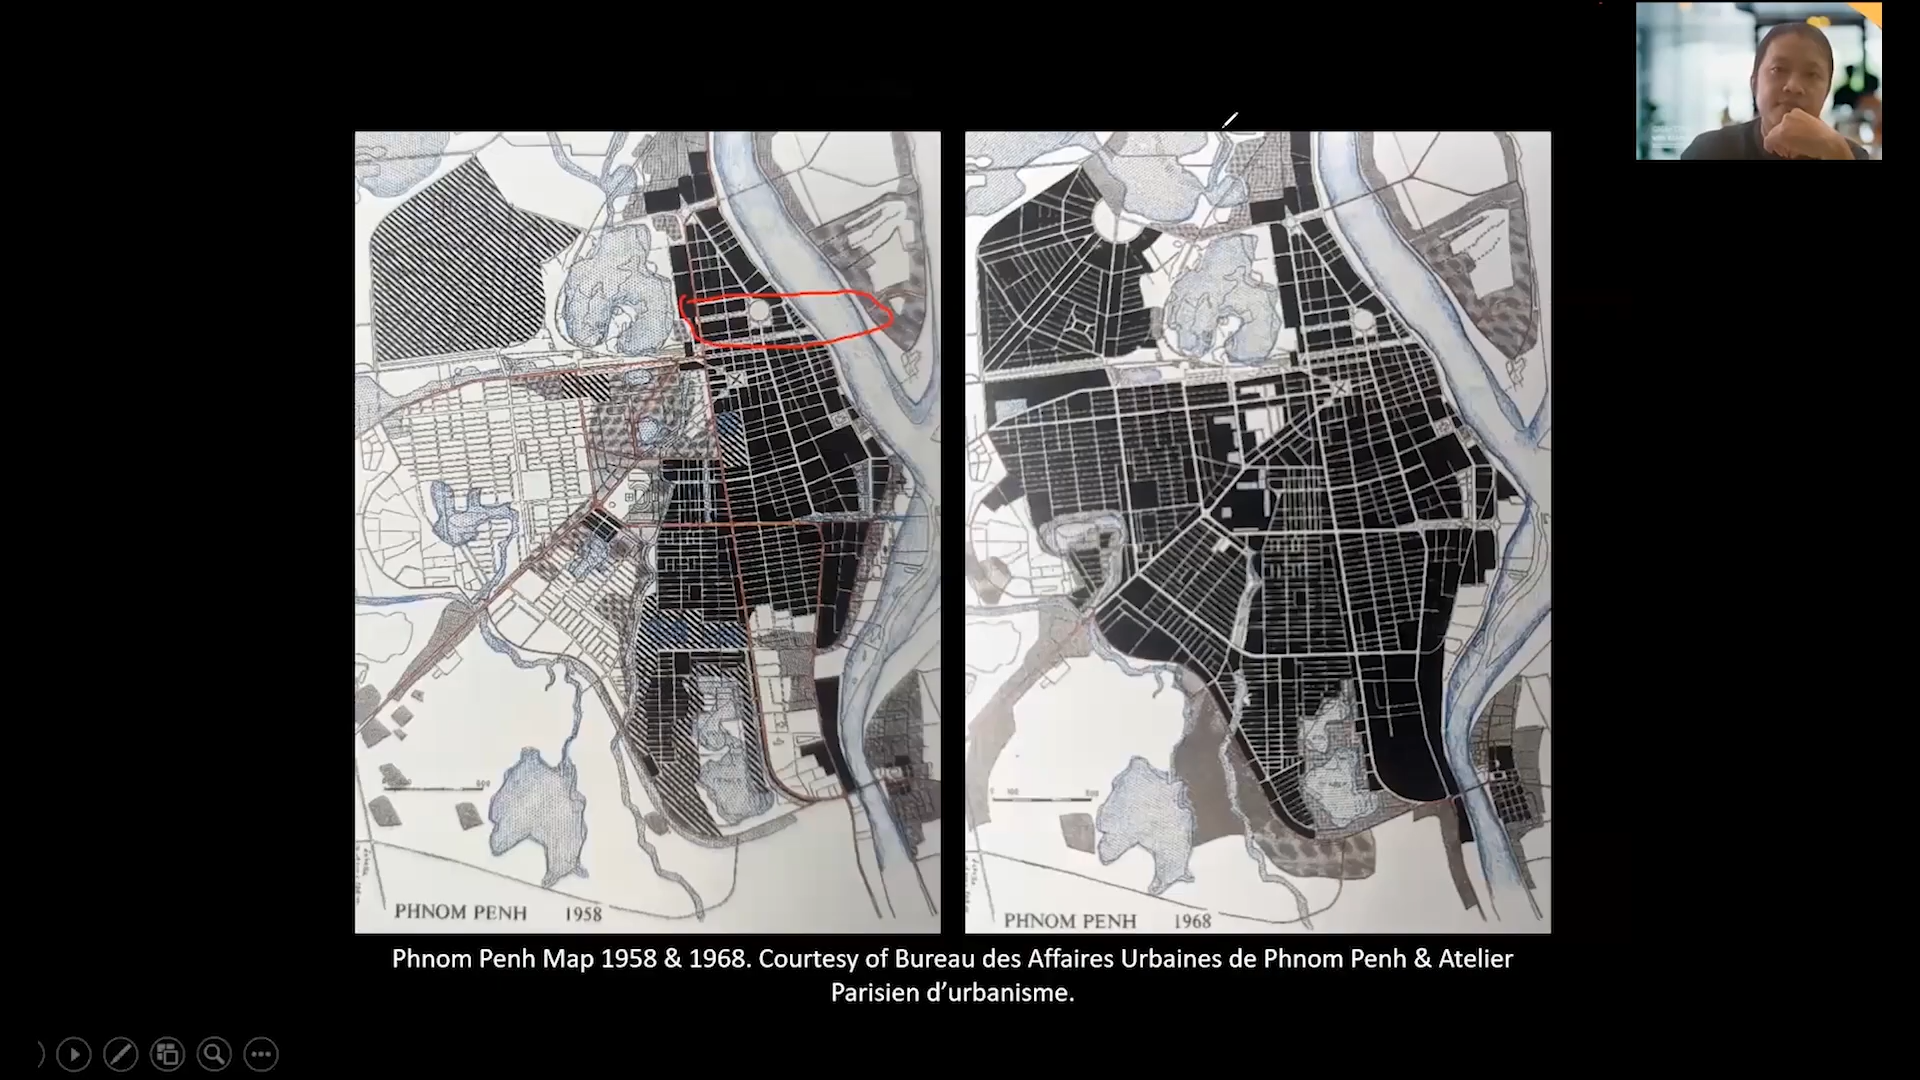 PHNOM PENH 1958
PHNOM PENH 1968
Phnom Penh Map 1958 & 1968. Courtesy of Bureau des Affaires Urbaines de Phnom Penh & Atelier
Parisien d’urbanisme.